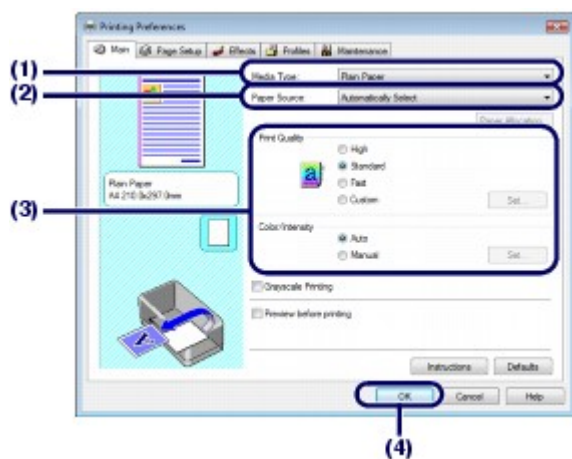 Printing Preferences
Main Page Setup Effects Profiles Maintenance
(1)
Media Type: Plain Paper
(2)
Paper Source: Automatically Select
Paper Allocation...
Print Quality
High
a
Standard
Fast
Custom Set...
Plain Paper
A4 210.0x297.0mm
(3)
Color/Intensity
Auto
Manual Set...
Grayscale Printing
Preview before printing
Instructions Defaults
OK Cancel Help
(4)